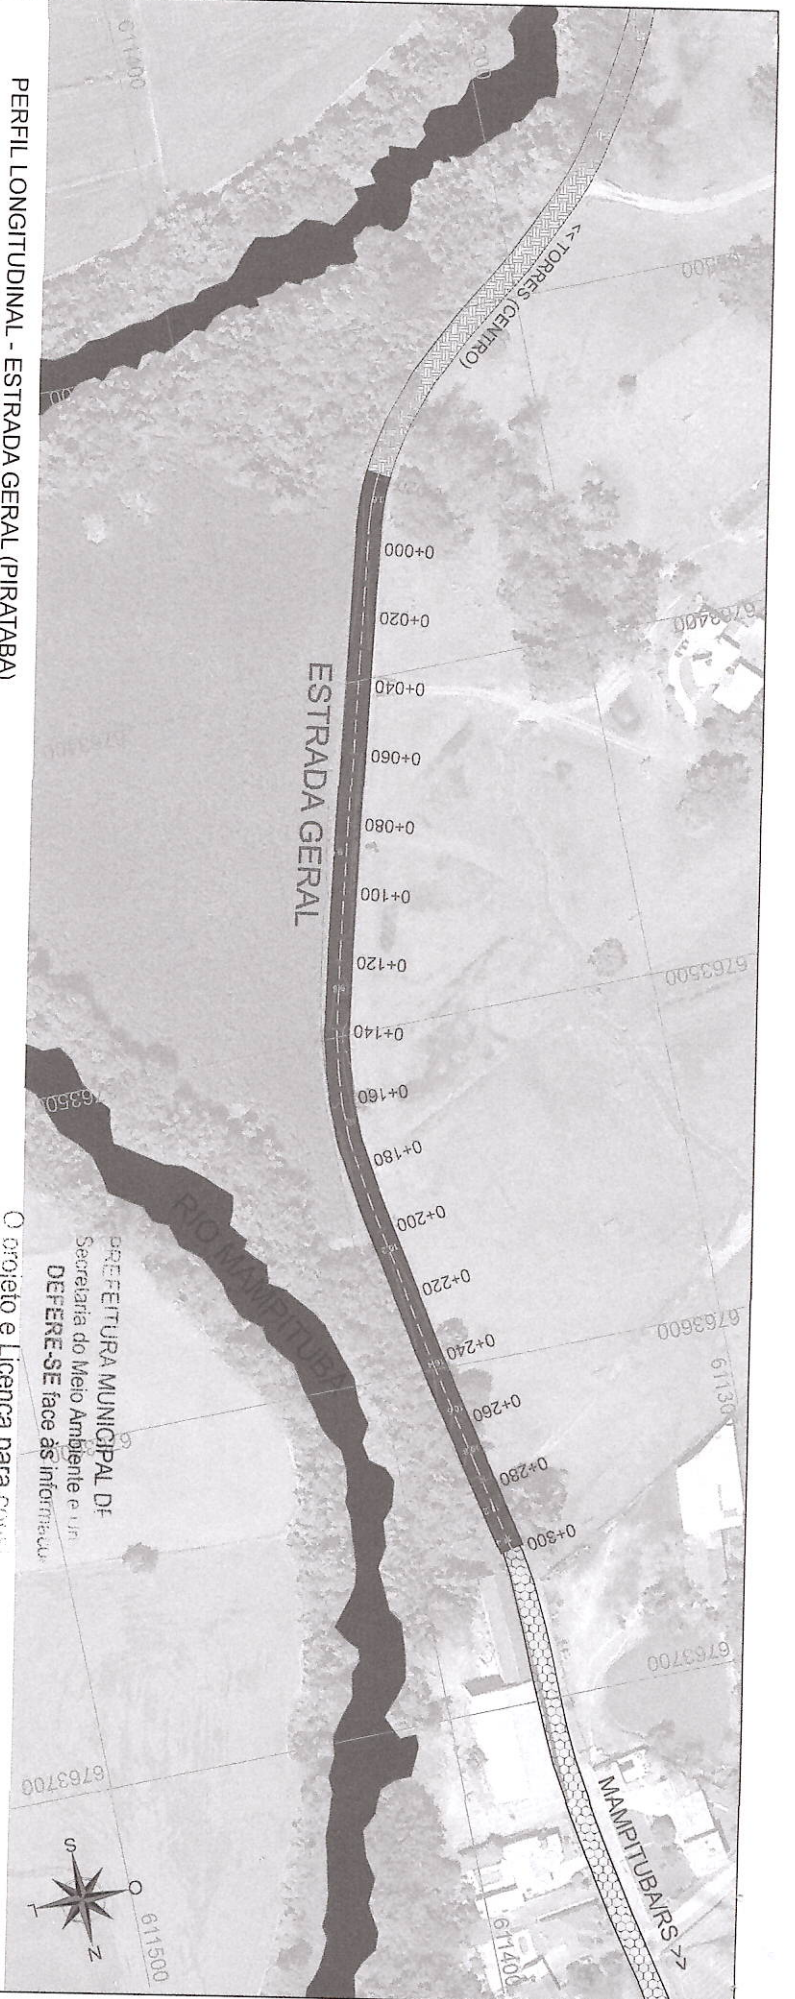 << TORRES (CENTRO)
ESTRADA GERAL
0+000
0+020
0+040
0+060
0+080
0+100
0+120
0+140
0+160
0+180
0+200
0+220
0+240
0+260
0+280
0+300
MAMPITUBA/RS >>
RIO MAMPITUBA
611400
6763400
6763400
6763500
6763600
611300
6763700
6763700
611400
611500
S
O
N
L
PREFEITURA MUNICIPAL DE
Secretaria do Meio Ambiente e
DEFERE-SE face às
O projeto e Licença para
PERFIL LONGITUDINAL - ESTRADA GERAL (PIRATABA)